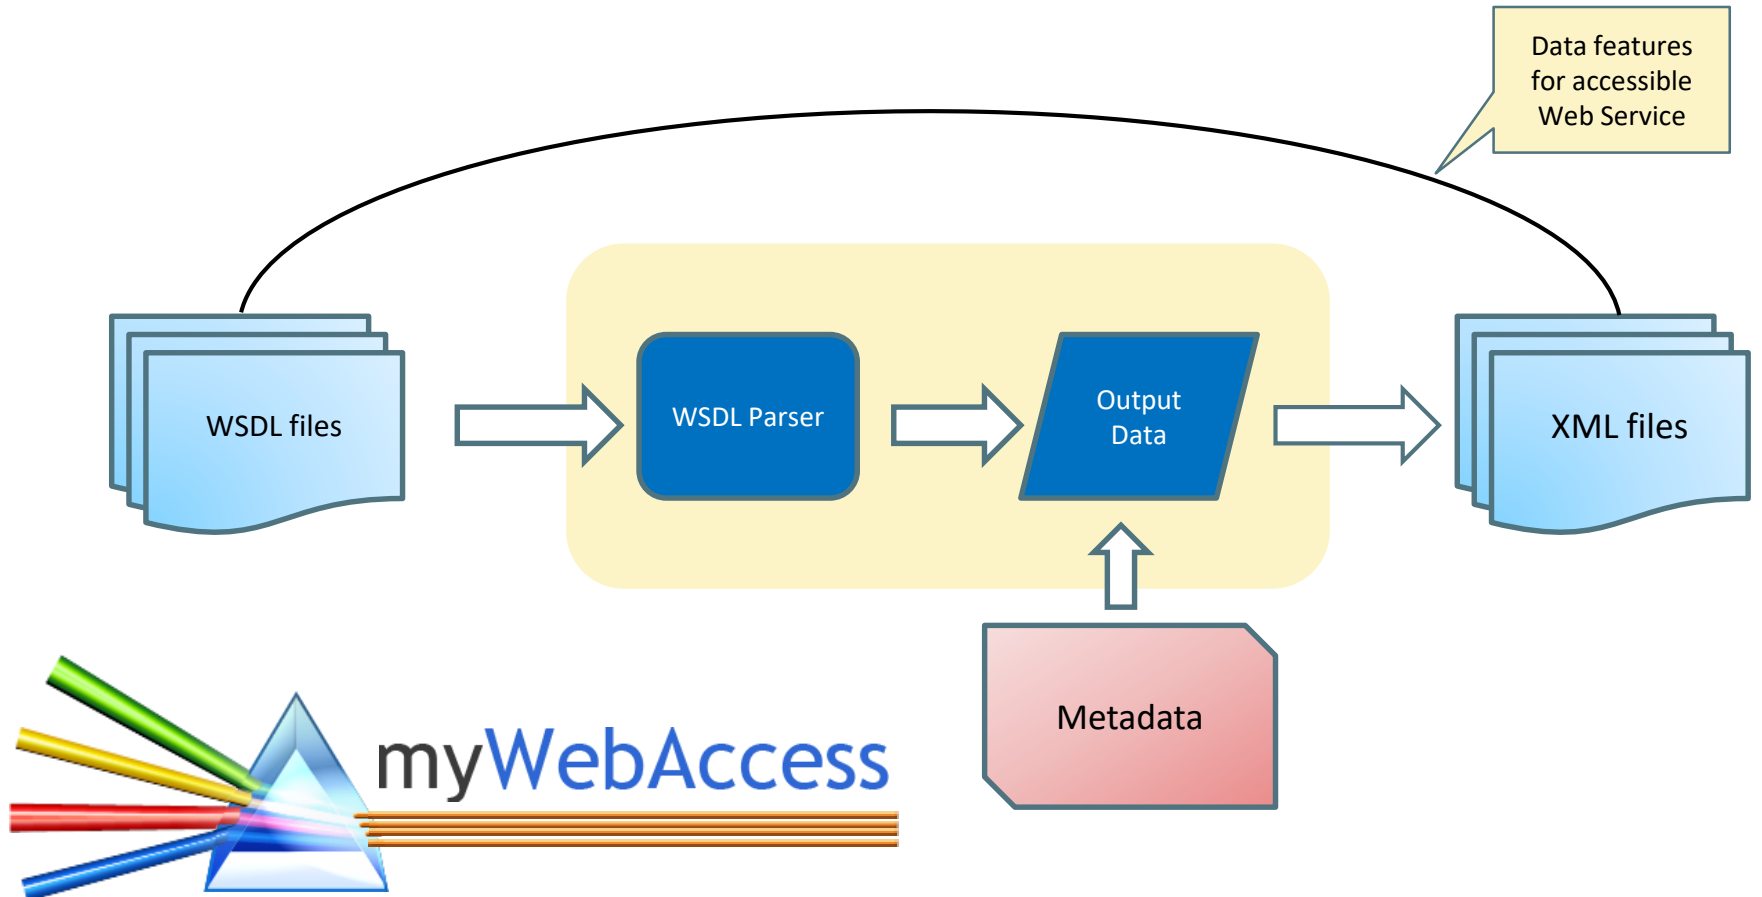 Data features
for accessible
Web Service
WSDL files
WSDL Parser
Output
Data
XML files
Metadata
myWebAccess